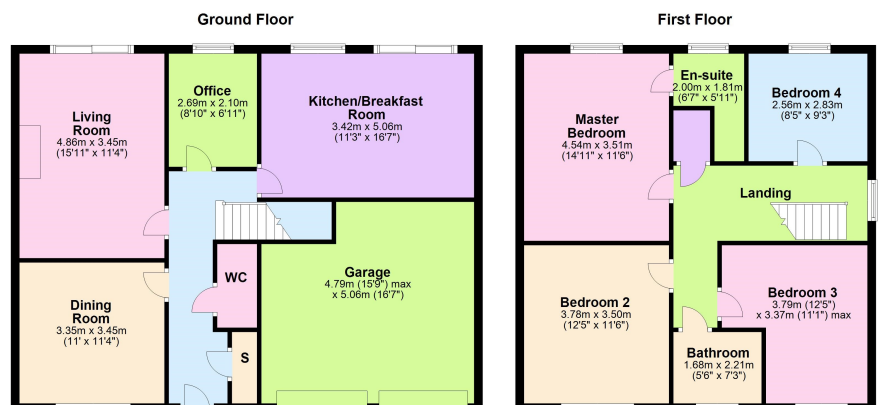 Ground Floor
Living
Room
4.86m x 3.45m
(15'11" x 11'4")
Office
2.69m x 2.10m
(8'10" x 6'11")
Kitchen/Breakfast
Room
3.42m x 5.06m
(11'3" x 16'7")
Dining
Room
3.35m x 3.45m
(11' x 11'4")
WC
S
Garage
4.79m (15'9") max
x 5.06m (16'7")
First Floor
Master
Bedroom
4.54m x 3.51m
(14'11" x 11'6")
En-suite
2.00m x 1.81m
(6'7" x 5'11")
Bedroom 4
2.56m x 2.83m
(8'5" x 9'3")
Landing
Bedroom 2
3.78m x 3.50m
(12'5" x 11'6")
Bathroom
1.68m x 2.21m
(5'6" x 7'3")
Bedroom 3
3.79m (12'5")
x 3.37m (11'1") max